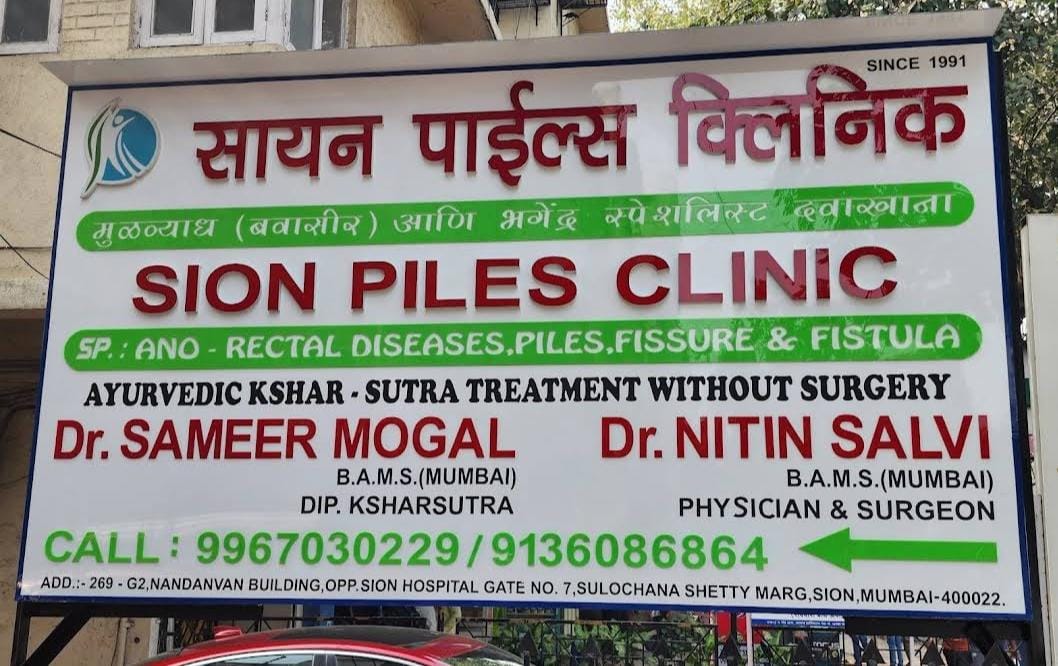 SINCE 1991
सायन पाईल्स क्लिनिक
मुळव्याध (बवासीर) आणि भगेंद्र स्पेशलिस्ट दवाखाना
SION PILES CLINIC
SP.: ANO - RECTAL DISEASES,PILES,FISSURE & FISTULA
AYURVEDIC KSHAR - SUTRA TREATMENT WITHOUT SURGERY
Dr. SAMEER MOGAL Dr. NITIN SALVI
B.A.M.S.(MUMBAI) B.A.M.S.(MUMBAI)
DIP. KSHARSUTRA PHYSICIAN & SURGEON
CALL : 9967030229 / 9136086864
ADD.:- 269 - G2,NANDANVAN BUILDING,OPP.SION HOSPITAL GATE NO. 7,SULOCHANA SHETTY MARG,SION,MUMBAI-400022.